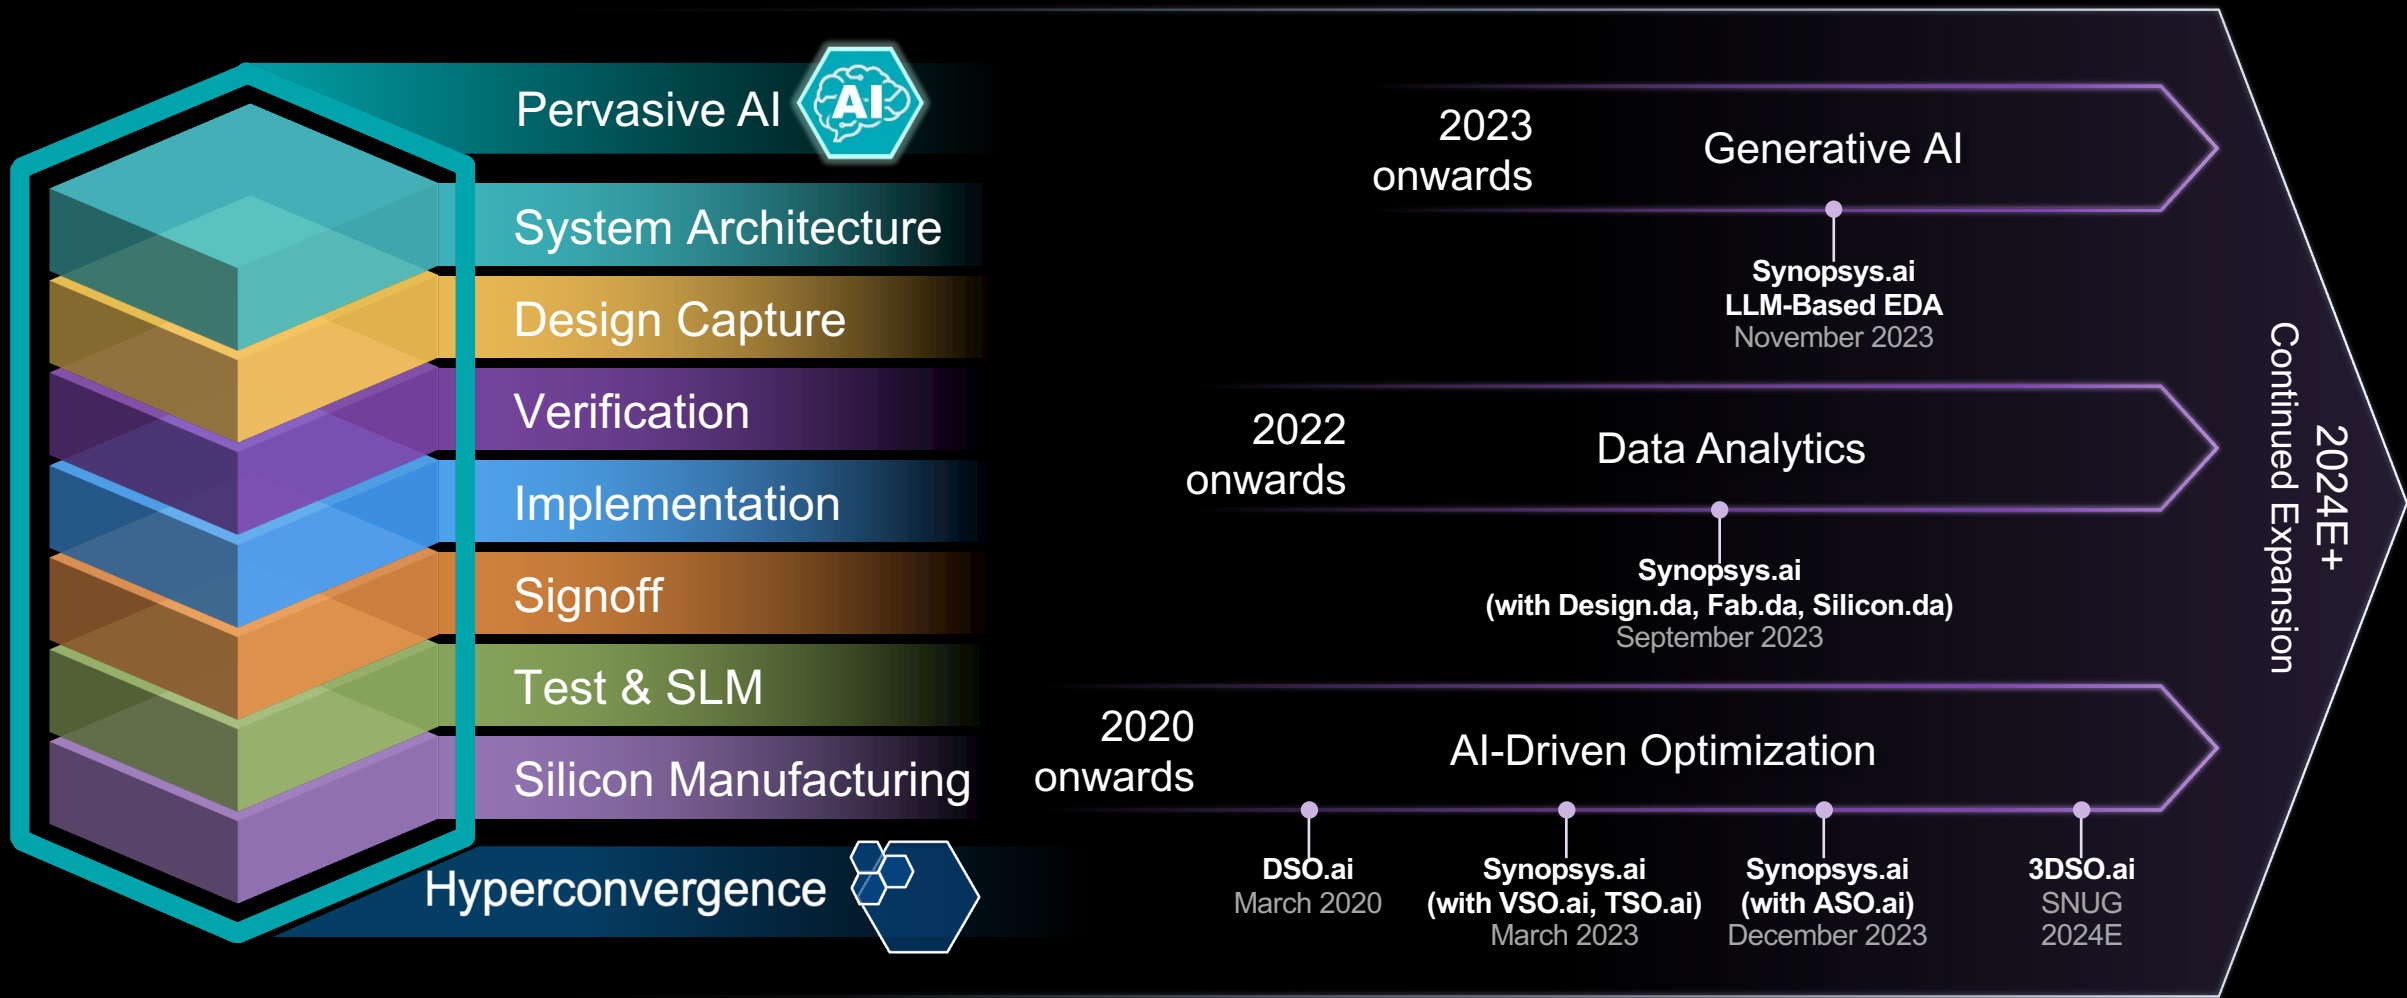 Pervasive AI
AI
System Architecture
Design Capture
Verification
Implementation
Signoff
Test & SLM
Silicon Manufacturing
Hyperconvergence
2023
onwards
Generative AI
Synopsys.ai
LLM-Based EDA
November 2023
2022
onwards
Data Analytics
Synopsys.ai
(with Design.da, Fab.da, Silicon.da)
September 2023
2020
onwards
AI-Driven Optimization
DSO.ai
March 2020
Synopsys.ai
(with VSO.ai, TSO.ai)
March 2023
Synopsys.ai
(with ASO.ai)
December 2023
3DSO.ai
SNUG
2024E
2024E+
Continued Expansion